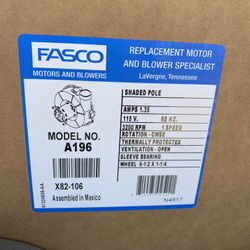 FASCO
MOTORS AND BLOWERS
REPLACEMENT MOTOR
AND BLOWER SPECIALIST
LaVergne, Tennessee
MODEL NO.
A196
X82-106
Assembled in Mexico
SHADED POLE
AMPS 1.35
115 V. 60 HZ.
3200 RPM 1 SPEED
ROTATION - CWSE
THERMALLY PROTECTED
VENTILATION - OPEN
SLEEVE BEARING
WHEEL 5-1/2 X 1-1/4
N4517